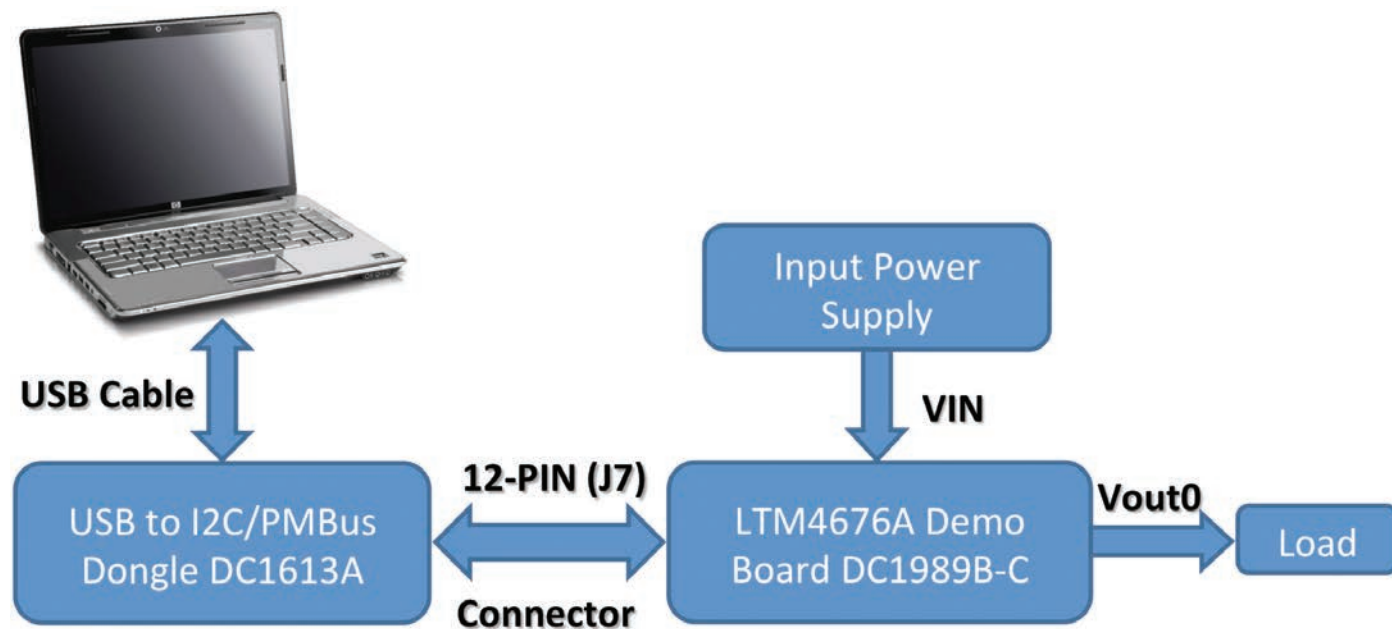 USB Cable
Input Power
Supply
VIN
USB to I2C/PMBus
Dongle DC1613A
12-PIN (J7)
Connector
LTM4676A Demo
Board DC1989B-C
Vout0
Load